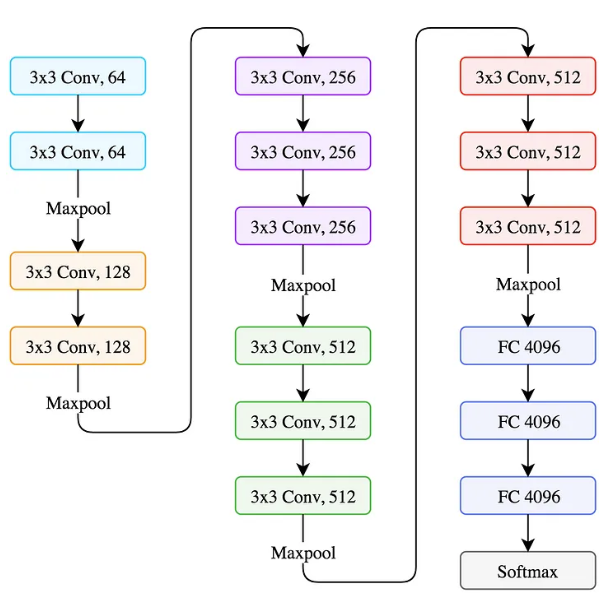 3x3 Conv, 64
3x3 Conv, 64
Maxpool
3x3 Conv, 128
3x3 Conv, 128
Maxpool
3x3 Conv, 256
3x3 Conv, 256
3x3 Conv, 256
Maxpool
3x3 Conv, 512
3x3 Conv, 512
3x3 Conv, 512
Maxpool
3x3 Conv, 512
3x3 Conv, 512
3x3 Conv, 512
Maxpool
FC 4096
FC 4096
FC 4096
Softmax